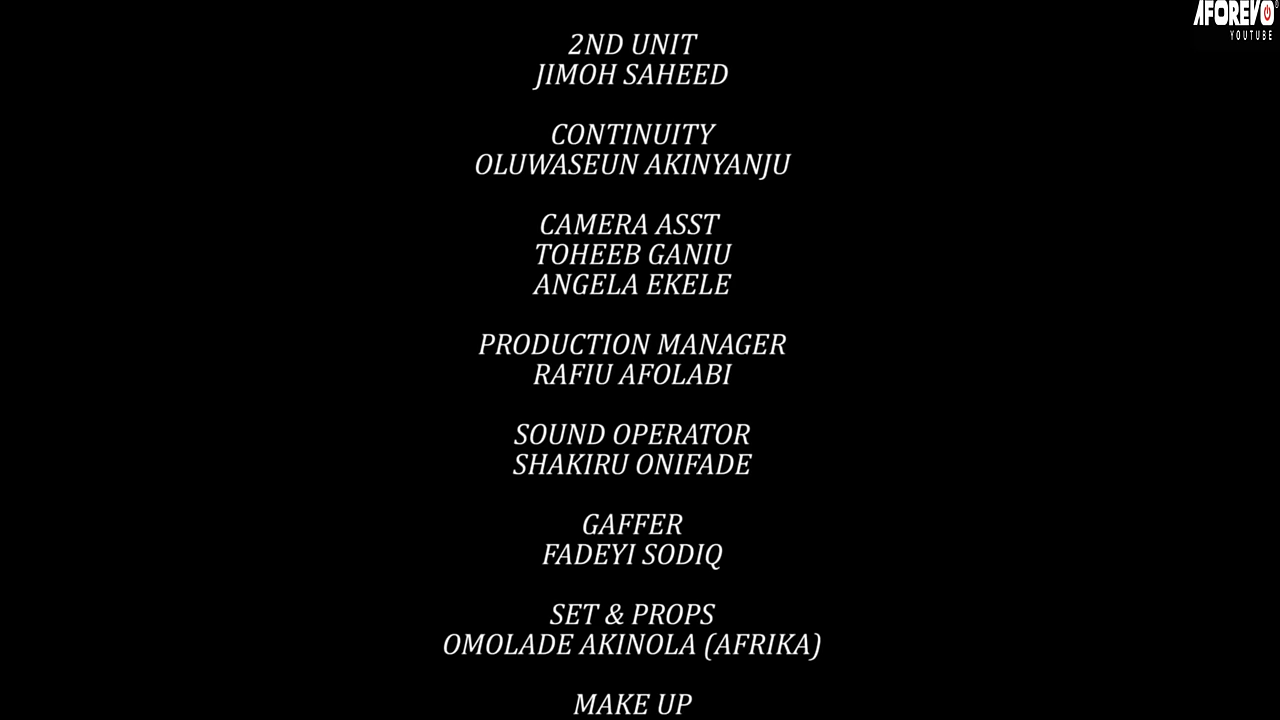 AFOREVO
YOUTUBE
2ND UNIT
JIMOH SAHEED
CONTINUITY
OLUWASEUN AKINYANJU
CAMERA ASST
TOHEEB GANIU
ANGELA EKELE
PRODUCTION MANAGER
RAFIU AFOLABI
SOUND OPERATOR
SHAKIRU ONIFADE
GAFFER
FADEYI SODIQ
SET & PROPS
OMOLADE AKINOLA (AFRIKA)
MAKE UP